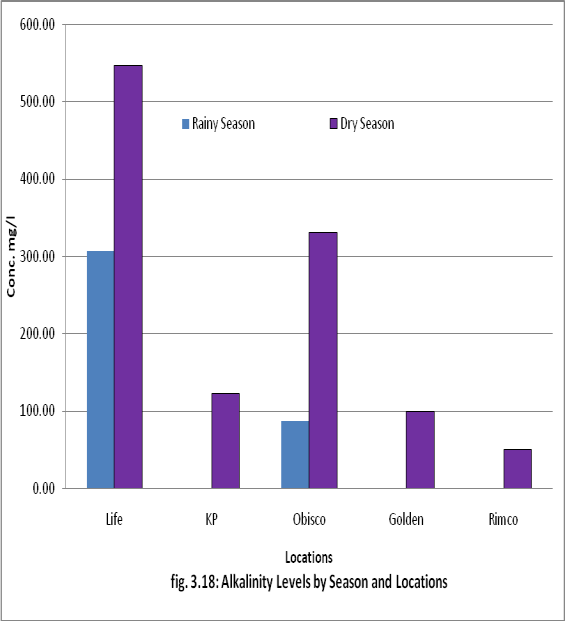 600.00
500.00
400.00
300.00
200.00
100.00
0.00
Conc. mg/l
Rainy Season
Dry Season
Life
KP
Obisco
Golden
Rimco
Locations
fig. 3.18: Alkalinity Levels by Season and Locations